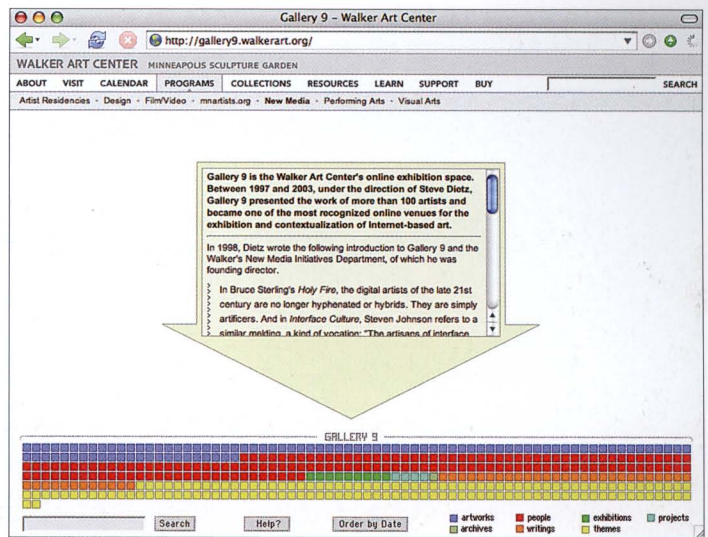 Gallery 9 – Walker Art Center
http://gallery9.walkerart.org/
WALKER ART CENTER MINNEAPOLIS SCULPTURE GARDEN
ABOUT VISIT CALENDAR PROGRAMS COLLECTIONS RESOURCES LEARN SUPPORT BUY SEARCH
Artist Residencies - Design - Film/Video - mnartists.org - New Media - Performing Arts - Visual Arts
Gallery 9 is the Walker Art Center's online exhibition space.
Between 1997 and 2003, under the direction of Steve Dietz,
Gallery 9 presented the work of more than 100 artists and
became one of the most recognized online venues for the
exhibition and contextualization of Internet-based art.
In 1998, Dietz wrote the following introduction to Gallery 9 and the
Walker's New Media Initiatives Department, of which he was
founding director.
In Bruce Sterling's Holy Fire, the digital artists of the late 21st
century are no longer hyphenated or hybrids. They are simply
artificers. And in Interface Culture, Steven Johnson refers to a
similar melding, a kind of vocation: "The artisans of interface
GALLERY 9
Search Help? Order by Date
artworks people exhibitions projects
archives writings themes